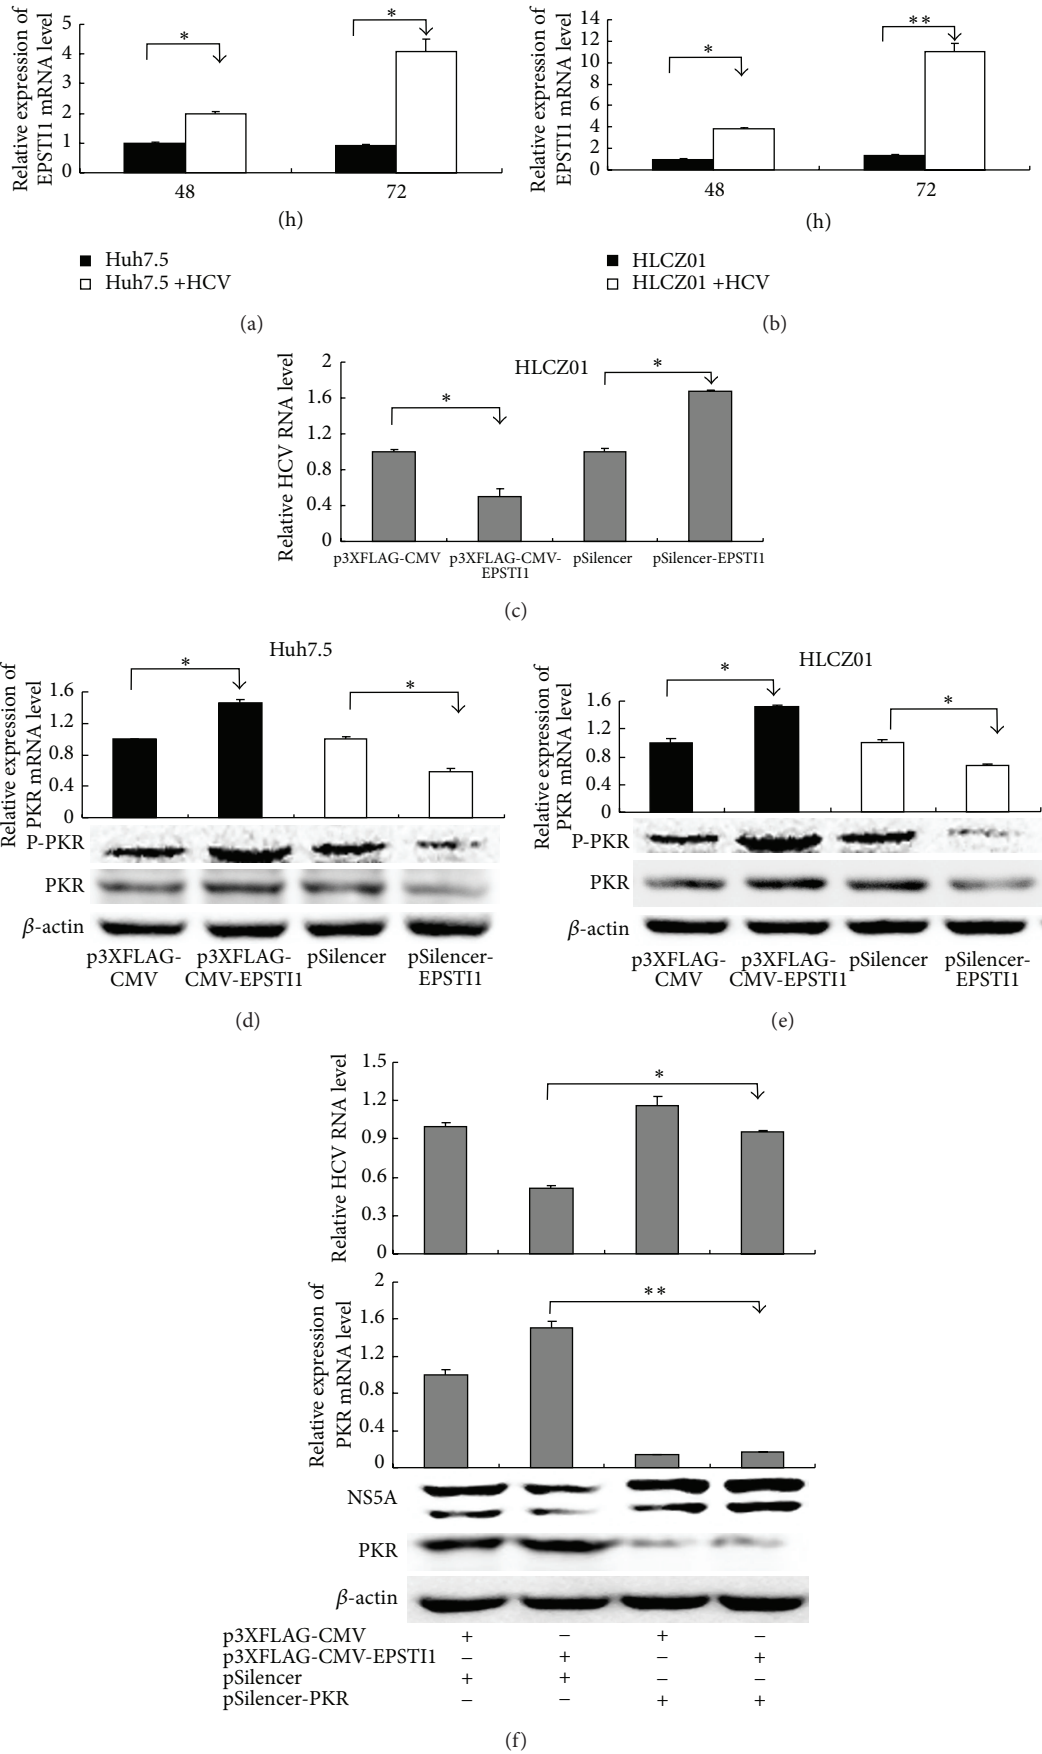 Relative expression of
EPSTI1 mRNA level
5
4
3
2
1
0
*
*
48
72
(h)
Huh7.5
Huh7.5 +HCV
(a)
Relative expression of
EPSTI1 mRNA level
14
12
10
8
6
4
2
0
*
**
48
72
(h)
HLCZ01
HLCZ01 +HCV
(b)
Relative HCV RNA level
2
1.6
1.2
0.8
0.4
0
HLCZ01
*
*
p3XFLAG-CMV
p3XFLAG-CMV-
EPSTI1
pSilencer
pSilencer-EPSTI1
(c)
Huh7.5
Relative expression of
PKR mRNA level
1.6
1.2
0.8
0.4
0
*
*
P-PKR
PKR
β-actin
p3XFLAG-
CMV
p3XFLAG-
CMV-EPSTI1
pSilencer
pSilencer-
EPSTI1
(d)
HLCZ01
Relative expression of
PKR mRNA level
1.6
1.2
0.8
0.4
0
*
*
P-PKR
PKR
β-actin
p3XFLAG-
CMV
p3XFLAG-
CMV-EPSTI1
pSilencer
pSilencer-
EPSTI1
(e)
Relative HCV RNA level
1.5
1.2
0.9
0.6
0.3
0
*
Relative expression of
PKR mRNA level
2
1.6
1.2
0.8
0.4
0
**
NS5A
PKR
β-actin
p3XFLAG-CMV + − + −
p3XFLAG-CMV-EPSTI1 − + − +
pSilencer + + − −
pSilencer-PKR − − + +
(f)